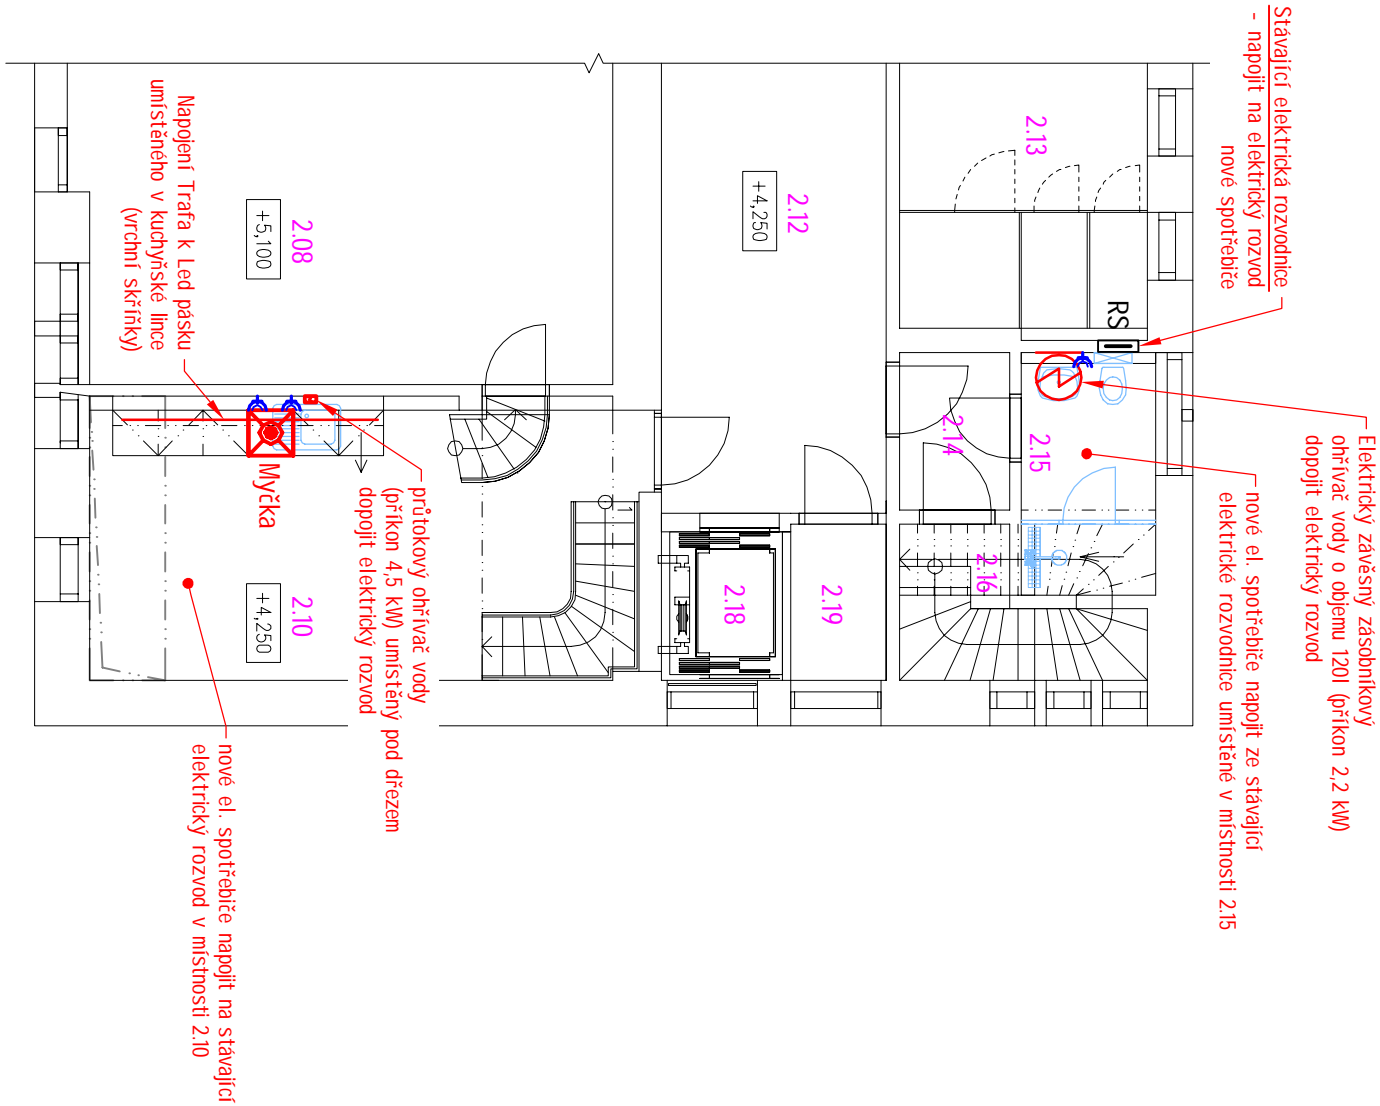 Stávající elektrická rozvodnice
- napojit na elektrický rozvod
nové spotřebiče
Elektrický závěsný zásobníkový
ohřívač vody o objemu 120l (příkon 2,2 kW)
dopojit elektrický rozvod
nové el. spotřebiče napojit ze stávající
elektrické rozvodnice umístěné v místnosti 2.15
průtokový ohřívač vody
(příkon 4,5 kW) umístěný pod dřezem
dopojit elektrický rozvod
Napojení Trafa k Led pásku
umístěného v kuchyňské lince
(vrchní skříňky)
nové el. spotřebiče napojit na stávající
elektrický rozvod v místnosti 2.10
2.13
2.12
+4,250
2.08
+5,100
RS
2.14
2.15
2.16
2.18
2.19
Myčka
2.10
+4,250
1